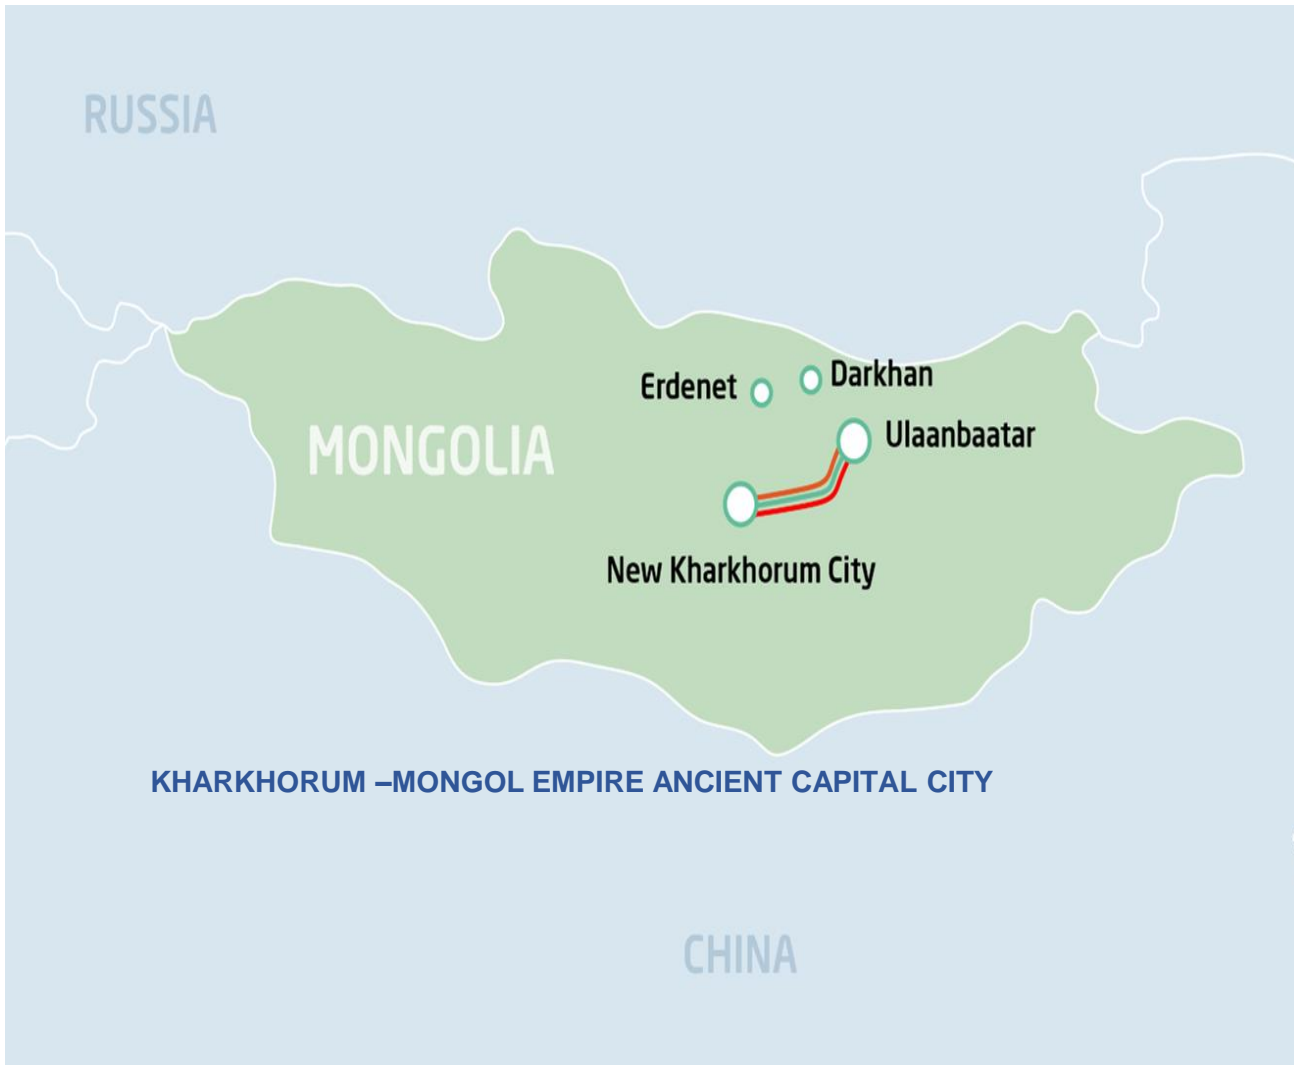 RUSSIA
Darkhan
Erdenet
MONGOLIA
Ulaanbaatar
New Kharkhorum City
KHARKHORUM –MONGOL EMPIRE ANCIENT CAPITAL CITY
CHINA